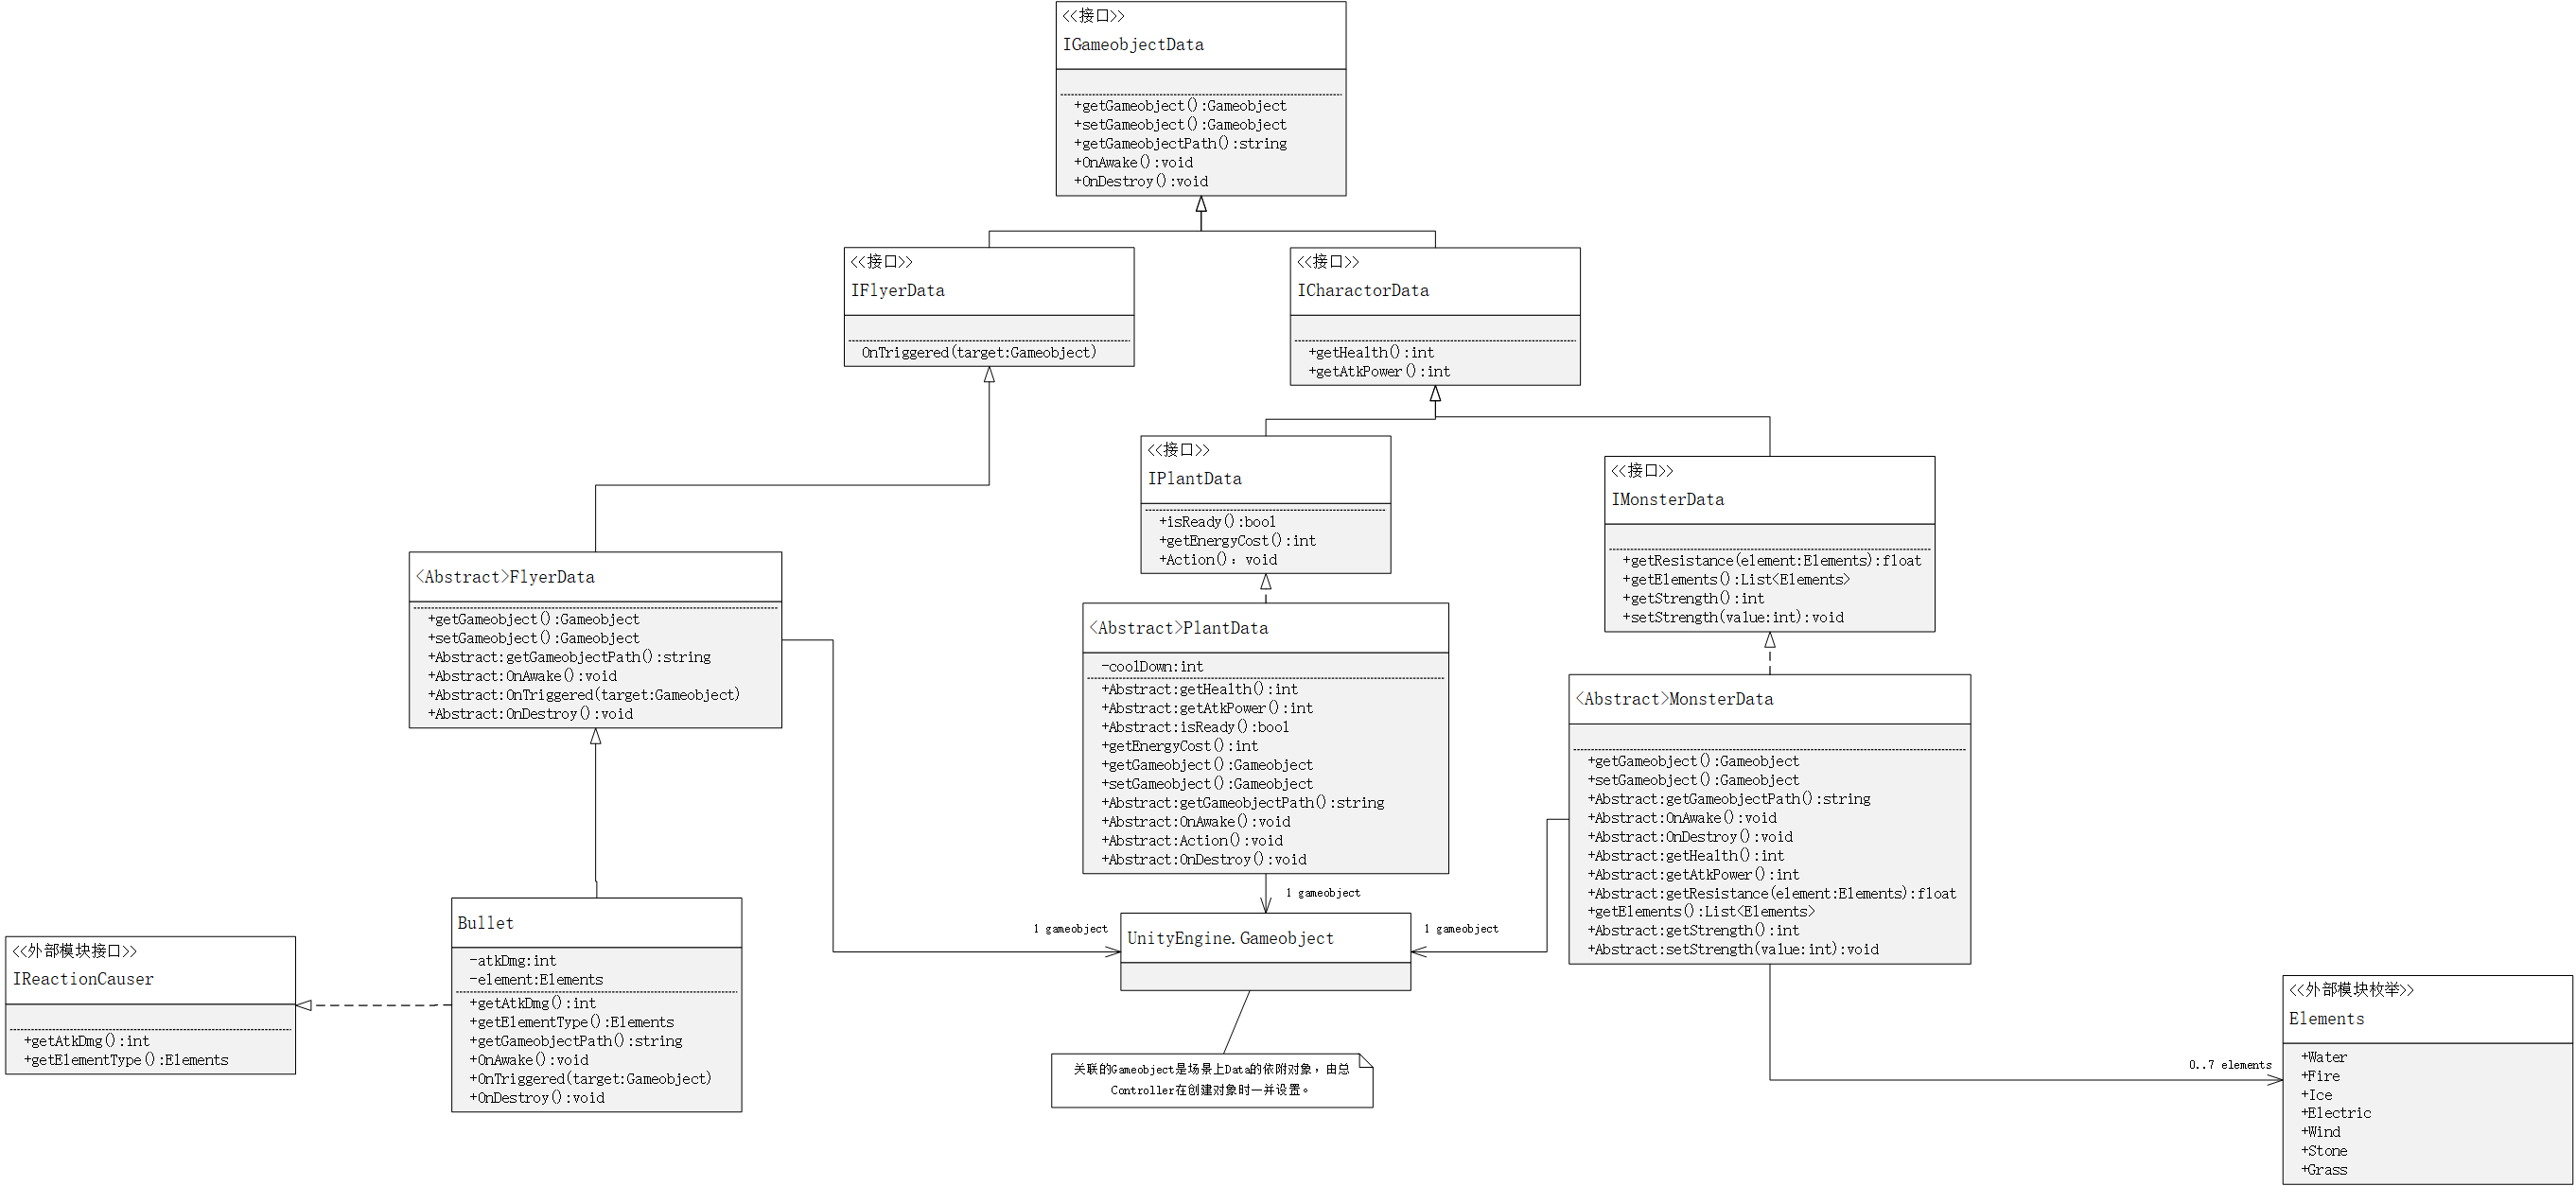 <<接口>>
IGameobjectData
+getGameobject():Gameobject
+setGameobject():Gameobject
+getGameobjectPath():string
+OnAwake():void
+OnDestroy():void
<<接口>>
IFlyerData
OnTriggered(target:Gameobject)
<<接口>>
ICharactorData
+getHealth():int
+getAtkPower():int
<<接口>>
IPlantData
+isReady():bool
+getEnergyCost():int
+Action(): void
<<接口>>
IMonsterData
+getResistance(element:Elements):float
+getElements():List<Elements>
+getStrength():int
+setStrength(value:int):void
<Abstract>FlyerData
+getGameobject():Gameobject
+setGameobject():Gameobject
+Abstract:getGameobjectPath():string
+Abstract:OnAwake():void
+Abstract:OnTriggered(target:Gameobject)
+Abstract:OnDestroy():void
<Abstract>PlantData
-coolDown:int
+Abstract:getHealth():int
+Abstract:getAtkPower():int
+Abstract:isReady():bool
+getEnergyCost():int
+getGameobject():Gameobject
+setGameobject():Gameobject
+Abstract:getGameobjectPath():string
+Abstract:OnAwake():void
+Abstract:Action():void
+Abstract:OnDestroy():void
<Abstract>MonsterData
+getGameobject():Gameobject
+setGameobject():Gameobject
+Abstract:getGameobjectPath():string
+Abstract:OnAwake():void
+Abstract:OnDestroy():void
+Abstract:getHealth():int
+Abstract:getAtkPower():int
+Abstract:getResistance(element:Elements):float
+getElements():List<Elements>
+Abstract:getStrength():int
+Abstract:setStrength(value:int):void
1 gameobject
1 gameobject
1 gameobject
UnityEngine.Gameobject
关联的Gameobject是场景上Data的依附对象，由总
Controller在创建对象时一并设置。
Bullet
-atkDmg:int
-element:Elements
+getAtkDmg():int
+getElementType():Elements
+getGameobjectPath():string
+OnAwake():void
+OnTriggered(target:Gameobject)
+OnDestroy():void
<<外部模块接口>>
IReactionCauser
+getAtkDmg():int
+getElementType():Elements
0..7 elements
<<外部模块枚举>>
Elements
+Water
+Fire
+Ice
+Electric
+Wind
+Stone
+Grass